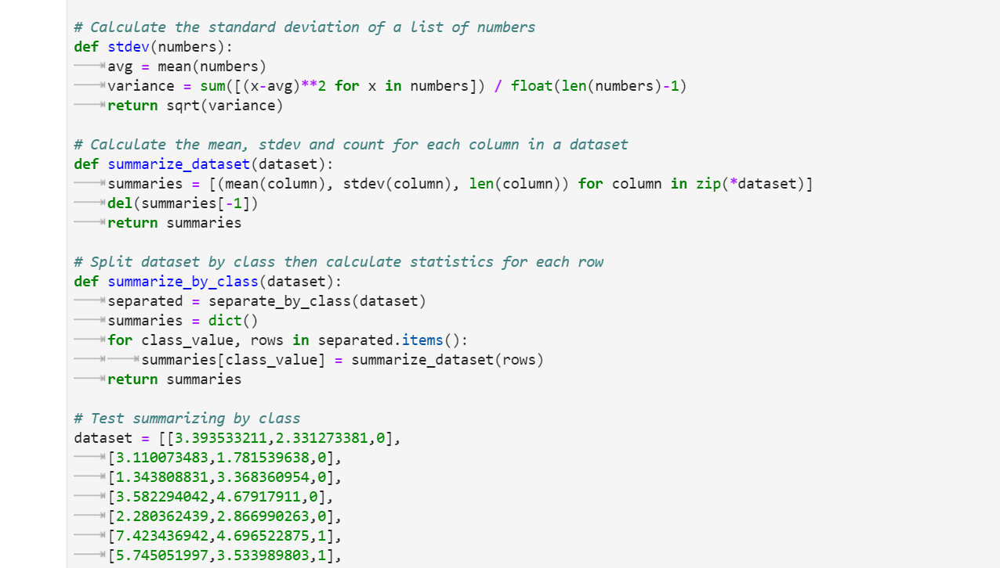 # Calculate the standard deviation of a list of numbers
def stdev(numbers):
avg = mean(numbers)
variance = sum([(x-avg)**2 for x in numbers]) / float(len(numbers)-1)
return sqrt(variance)
# Calculate the mean, stdev and count for each column in a dataset
def summarize_dataset(dataset):
summaries = [(mean(column), stdev(column), len(column)) for column in zip(*dataset)]
del(summaries[-1])
return summaries
# Split dataset by class then calculate statistics for each row
def summarize_by_class(dataset):
separated = separate_by_class(dataset)
summaries = dict()
for class_value, rows in separated.items():
summaries[class_value] = summarize_dataset(rows)
return summaries
# Test summarizing by class
dataset = [[3.393533211,2.331273381,0],
[3.110073483,1.781539638,0],
[1.343808831,3.368360954,0],
[3.582294042,4.67917911,0],
[2.280362439,2.866990263,0],
[7.423436942,4.696522875,1],
[5.745051997,3.533989803,1],